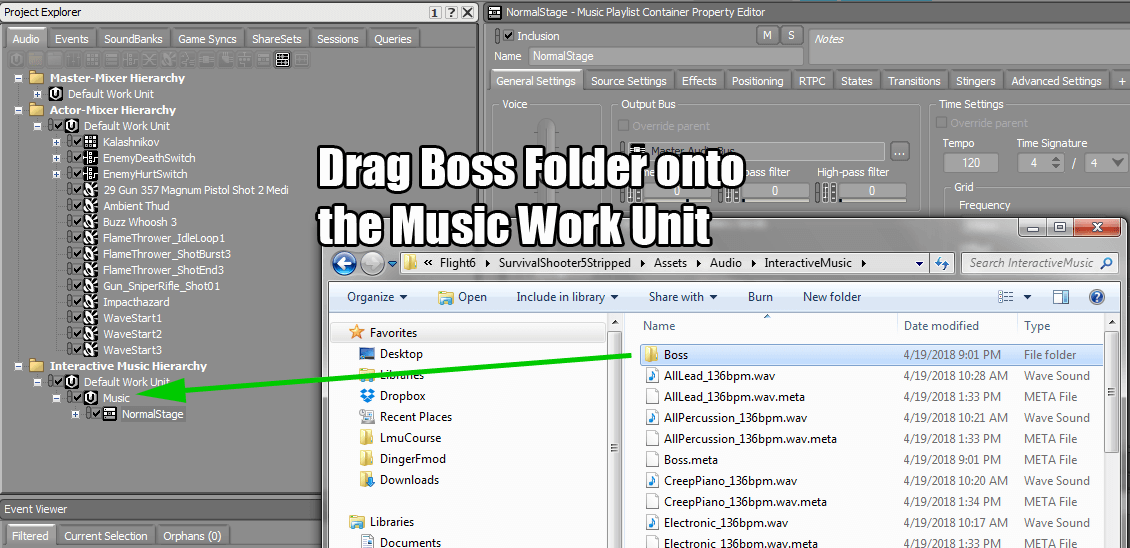 Project Explorer
1 ? X
Audio Events SoundBanks Game Syncs ShareSets Sessions Queries
Master-Mixer Hierarchy
Default Work Unit
Actor-Mixer Hierarchy
Default Work Unit
Kalashnikov
EnemyDeathSwitch
EnemyHurtSwitch
29 Gun 357 Magnum Pistol Shot 2 Medi
Ambient Thud
Buzz Whoosh 3
FlameThrower_IdleLoop1
FlameThrower_ShotBurst3
FlameThrower_ShotEnd3
Gun_SniperRifle_Shot01
Impacthazard
WaveStart1
WaveStart2
WaveStart3
Interactive Music Hierarchy
Default Work Unit
Music
NormalStage
Event Viewer
Filtered Current Selection Orphans (0)
NormalStage - Music Playlist Container Property Editor
Inclusion M S Notes
Name NormalStage
General Settings Source Settings Effects Positioning RTPC States Transitions Stingers Advanced Settings +
Voice Output Bus Time Settings
Override parent Override parent
Master Audio Bus ... Tempo Time Signature
120 4 / 4
Low-pass filter High-pass filter Grid
0 0 Frequency
Drag Boss Folder onto
the Music Work Unit
« Flight6 SurvivalShooter5Stripped Assets Audio InteractiveMusic Search InteractiveMusic
Organize Open Include in library Share with Burn New folder
Favorites
Desktop
Libraries
Dropbox
Recent Places
LmuCourse
DingerFmod
Downloads
Libraries
Documents
Name Date modified Type
Boss 4/19/2018 9:01 PM File folder
AllLead_136bpm.wav 4/19/2018 10:28 AM Wave Sound
AllLead_136bpm.wav.meta 4/19/2018 1:33 PM META File
AllPercussion_136bpm.wav 4/19/2018 10:21 AM Wave Sound
AllPercussion_136bpm.wav.meta 4/19/2018 1:33 PM META File
Boss.meta 4/19/2018 9:01 PM META File
CreepPiano_136bpm.wav 4/19/2018 10:20 AM Wave Sound
CreepPiano_136bpm.wav.meta 4/19/2018 1:34 PM META File
Electronic_136bpm.wav 4/19/2018 10:17 AM Wave Sound
Electronic_136bpm.wav.meta 4/19/2018 1:33 PM META File